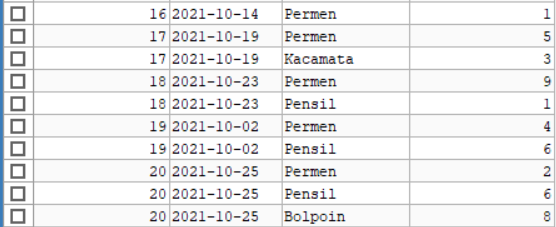 16 2021-10-14 Permen 1
17 2021-10-19 Permen 5
17 2021-10-19 Kacamata 3
18 2021-10-23 Permen 9
18 2021-10-23 Pensil 1
19 2021-10-02 Permen 4
19 2021-10-02 Pensil 6
20 2021-10-25 Permen 2
20 2021-10-25 Pensil 6
20 2021-10-25 Bolpoin 8